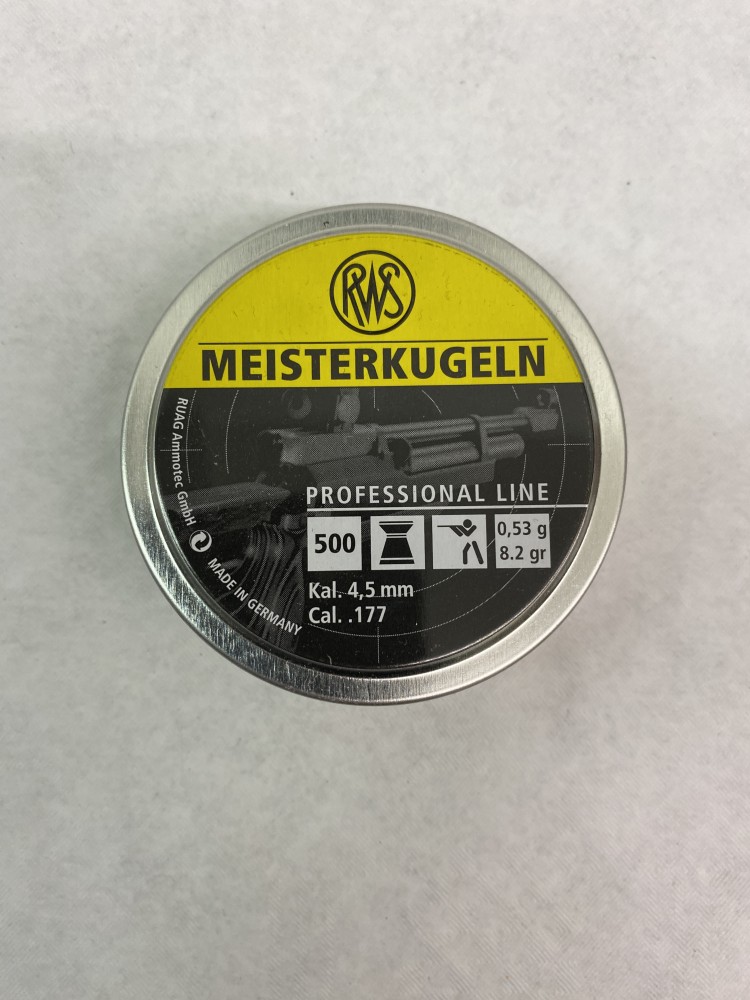 RWS
MEISTERKUGELN
PROFESSIONAL LINE
500
0,53 g
8.2 gr
Kal. 4,5 mm
Cal. .177
RUAG Ammotec GmbH
MADE IN GERMANY